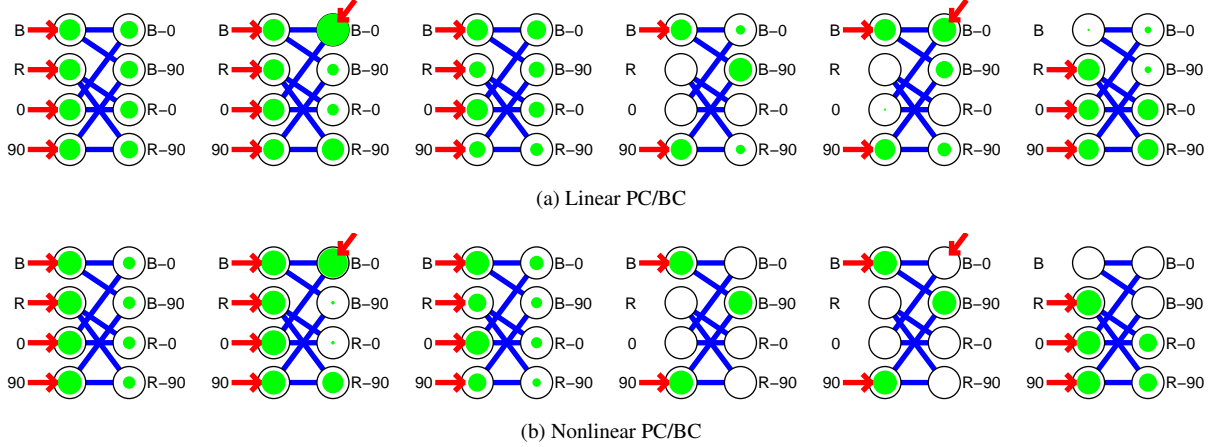 B B-0 B B-0 B B-0 B B-0 B B-0 B B-0
R B-90 R B-90 R B-90 R B-90 R B-90 R B-90
0 R-0 0 R-0 0 R-0 0 R-0 0 R-0 0 R-0
90 R-90 90 R-90 90 R-90 90 R-90 90 R-90 90 R-90
(a) Linear PC/BC
B B-0 B B-0 B B-0 B B-0 B B-0 B B-0
R B-90 R B-90 R B-90 R B-90 R B-90 R B-90
0 R-0 0 R-0 0 R-0 0 R-0 0 R-0 0 R-0
90 R-90 90 R-90 90 R-90 90 R-90 90 R-90 90 R-90
(b) Nonlinear PC/BC